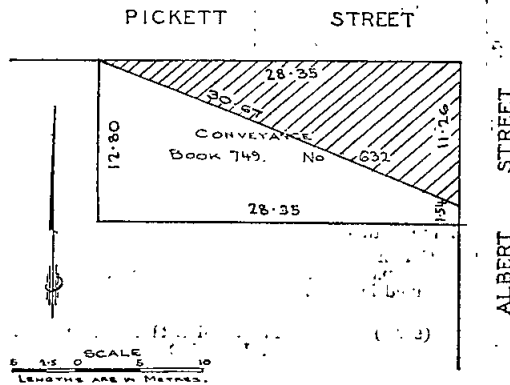 PICKETT STREET
28·35
30·67
11·26
12·80
CONVEYANCE
BOOK 749. No 632
28·35
1·54
ALBERT STREET
SCALE
5 2·5 0 5 10
LENGTHS ARE IN METRES.